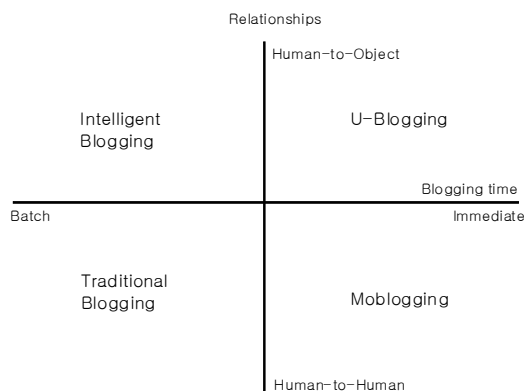 Relationships
Human-to-Object
Intelligent
Blogging
U-Blogging
Blogging time
Batch
Immediate
Traditional
Blogging
Moblogging
Human-to-Human